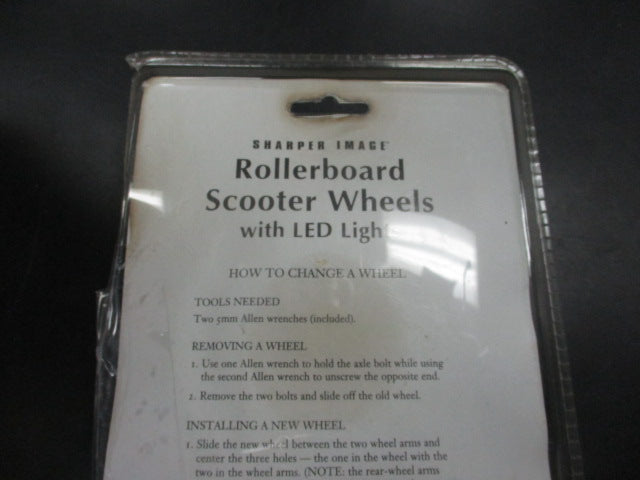 SHARPER IMAGE
Rollerboard
Scooter Wheels
with LED Lights
HOW TO CHANGE A WHEEL
TOOLS NEEDED
Two 5mm Allen wrenches (included).
REMOVING A WHEEL
1. Use one Allen wrench to hold the axle bolt while using
the second Allen wrench to unscrew the opposite end.
2. Remove the two bolts and slide off the old wheel.
INSTALLING A NEW WHEEL
1. Slide the new wheel between the two wheel arms and
center the three holes — the one in the wheel with the
two in the wheel arms. (NOTE: the rear-wheel arms